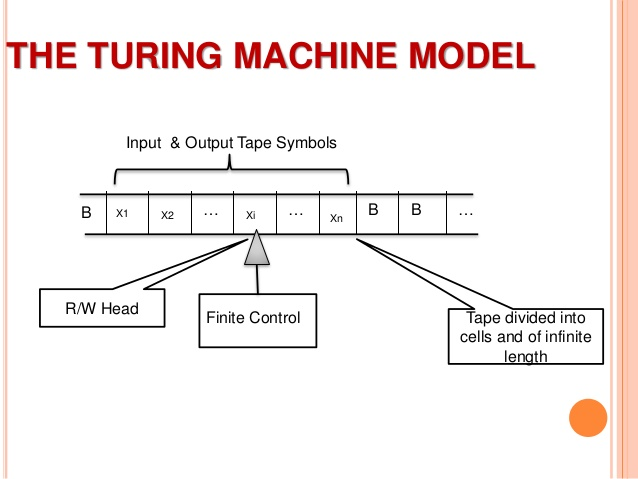 THE TURING MACHINE MODEL
Input & Output Tape Symbols
B X1 X2 … Xi … Xn B B …
R/W Head
Finite Control
Tape divided into
cells and of infinite
length